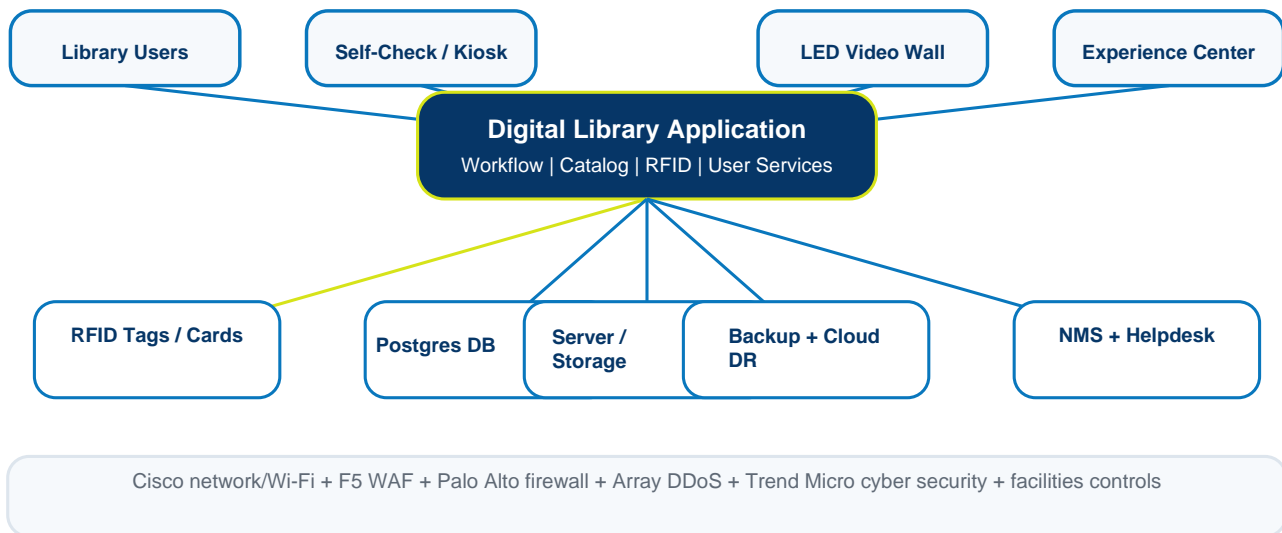 Library Users
Self-Check / Kiosk
LED Video Wall
Experience Center
Digital Library Application
Workflow | Catalog | RFID | User Services
RFID Tags / Cards
Postgres DB
Server /
Storage
Backup + Cloud
DR
NMS + Helpdesk
Cisco network/Wi-Fi + F5 WAF + Palo Alto firewall + Array DDoS + Trend Micro cyber security + facilities controls